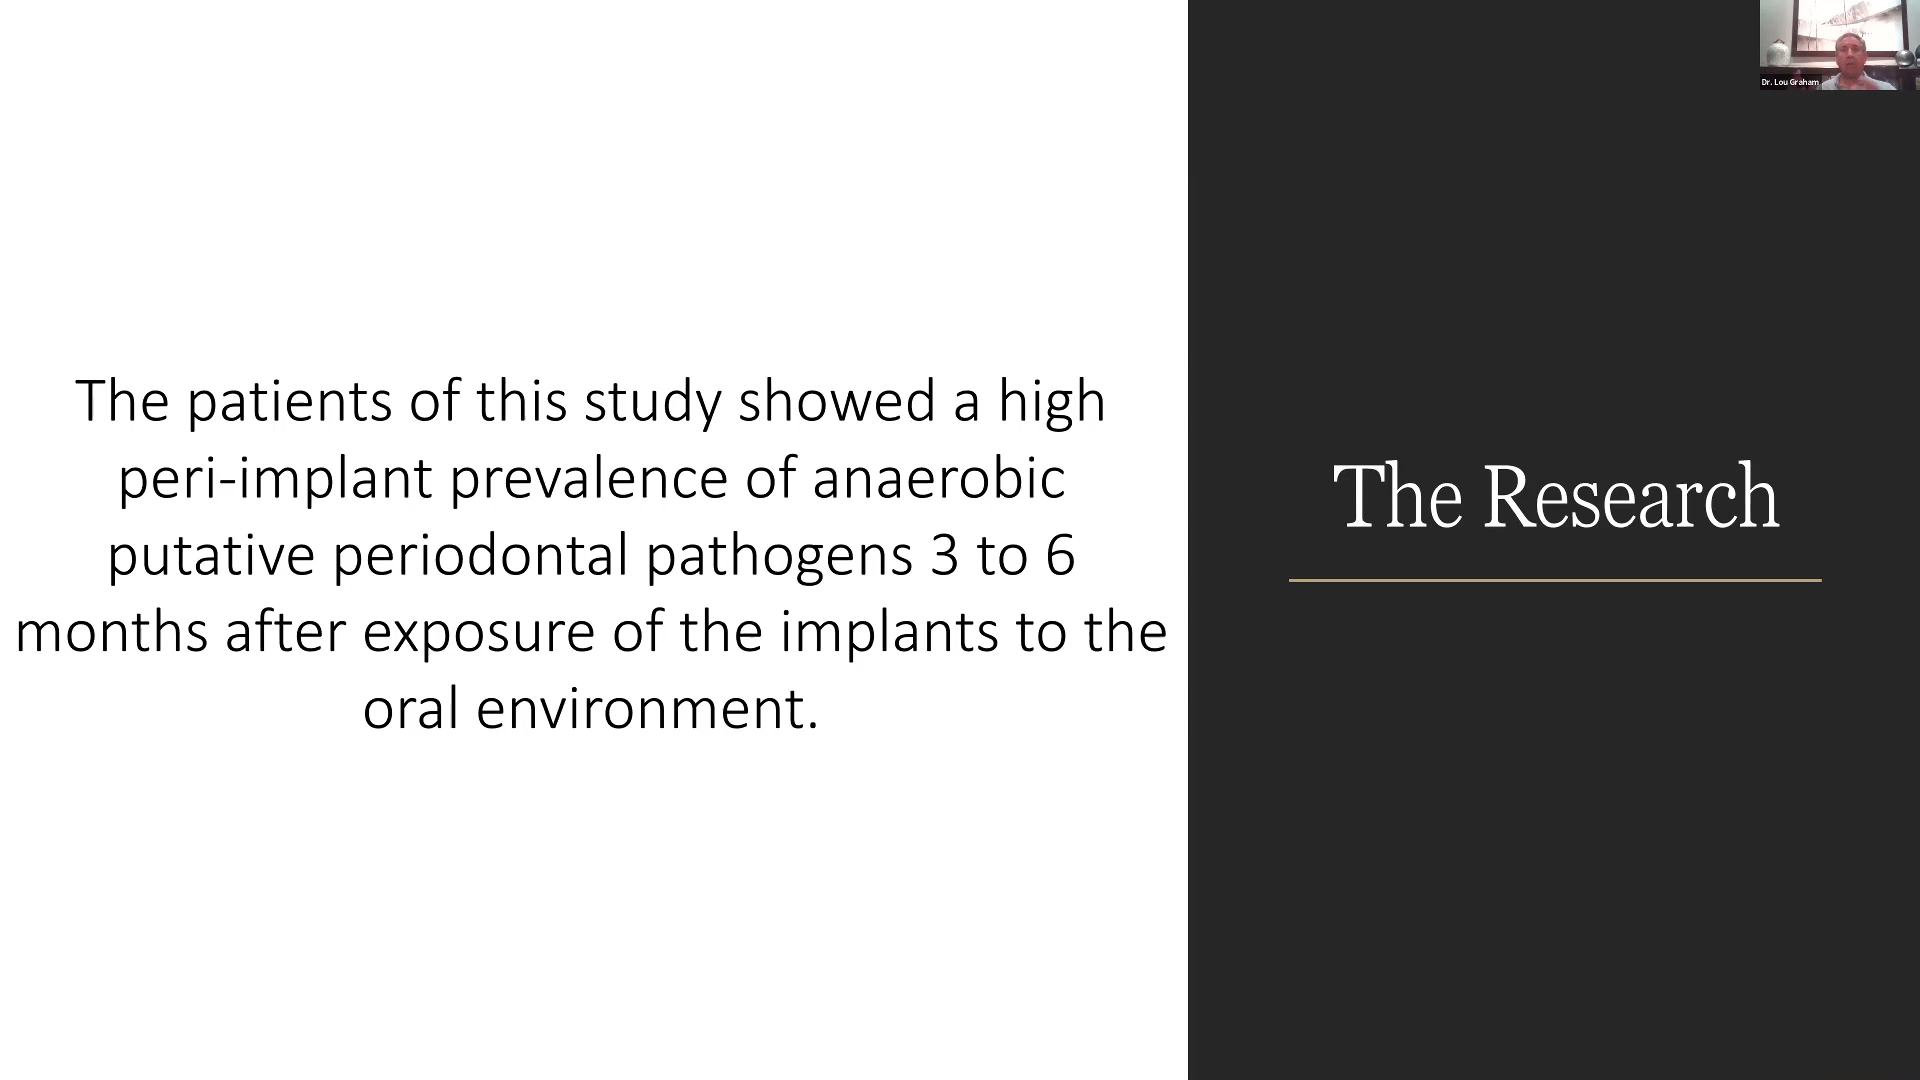 The patients of this study showed a high
peri-implant prevalence of anaerobic
putative periodontal pathogens 3 to 6
months after exposure of the implants to the
oral environment.
The Research
Dr. Lou Graham